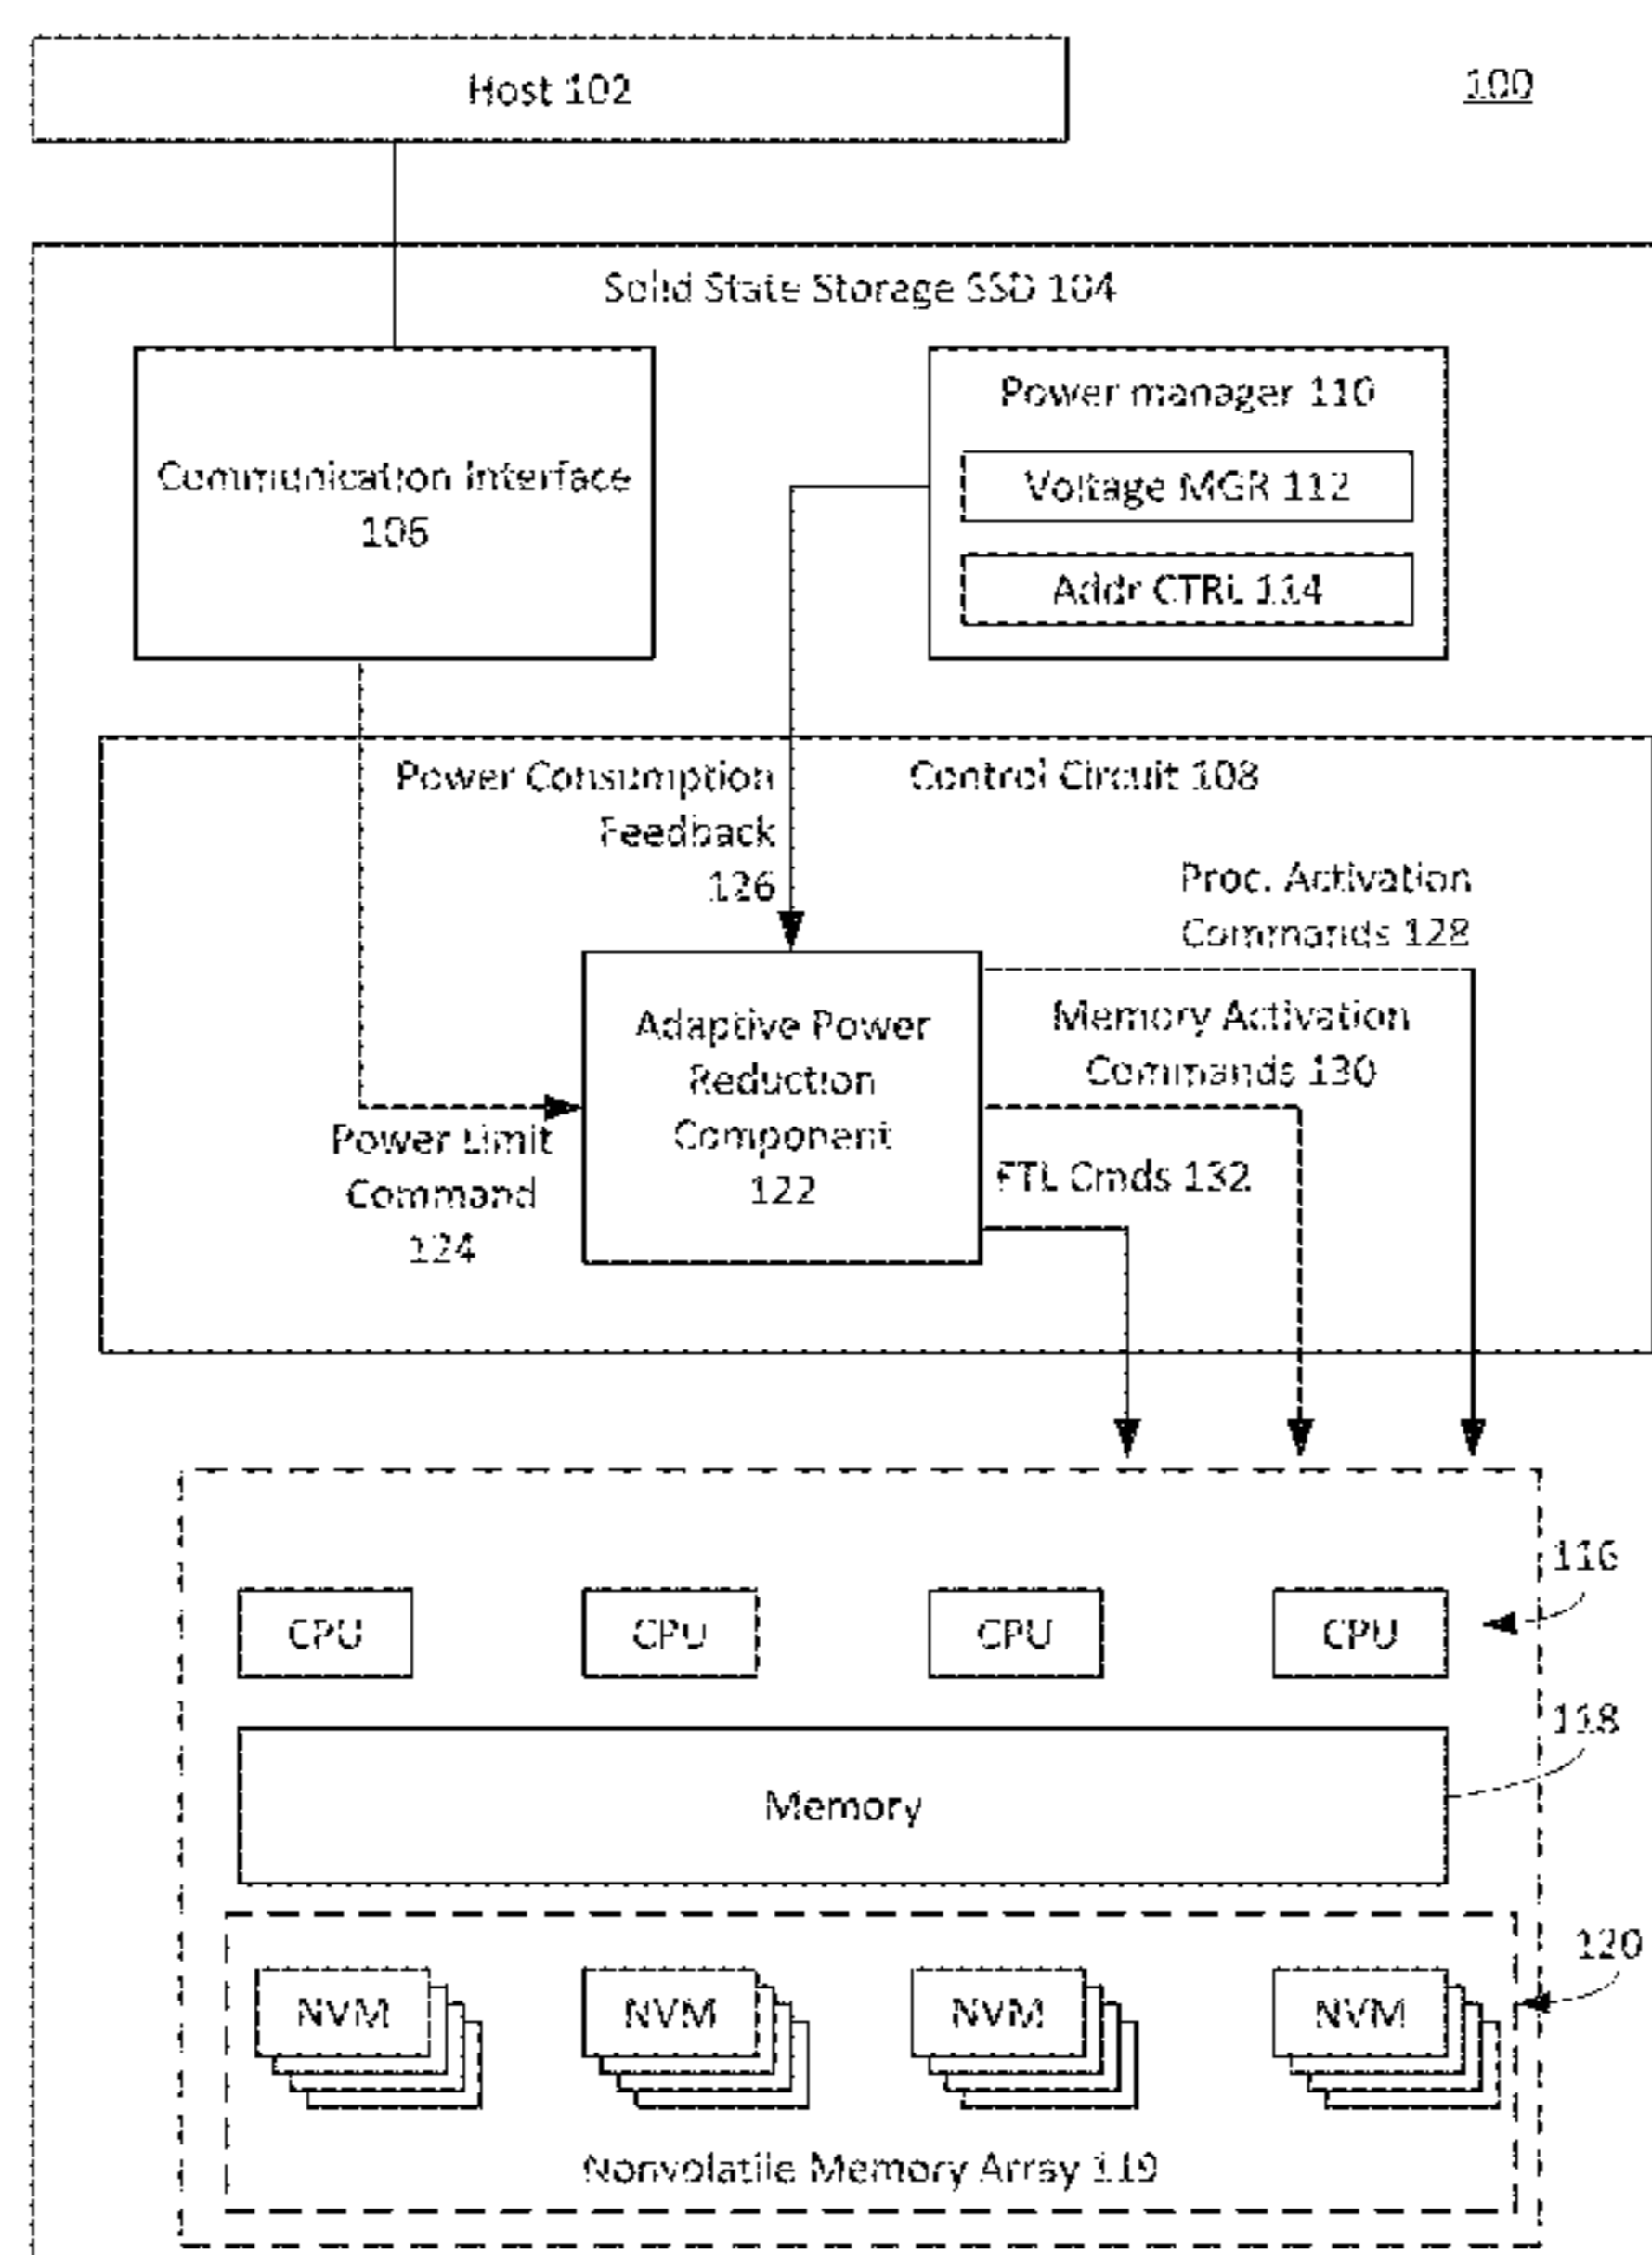 Host 102
100
Solid State Storage SSD 104
Communication Interface
106
Power manager 110
Voltage MGR 112
Addr CTRL 114
Power Consumption
Feedback
126
Control Circuit 108
Proc. Activation
Commands 128
Adaptive Power
Reduction
Component
122
Memory Activation
Commands 130
Power Limit
Command
124
FTL Cmds 132
116
CPU
CPU
CPU
CPU
118
Memory
120
NVM
NVM
NVM
NVM
Nonvolatile Memory Array 119